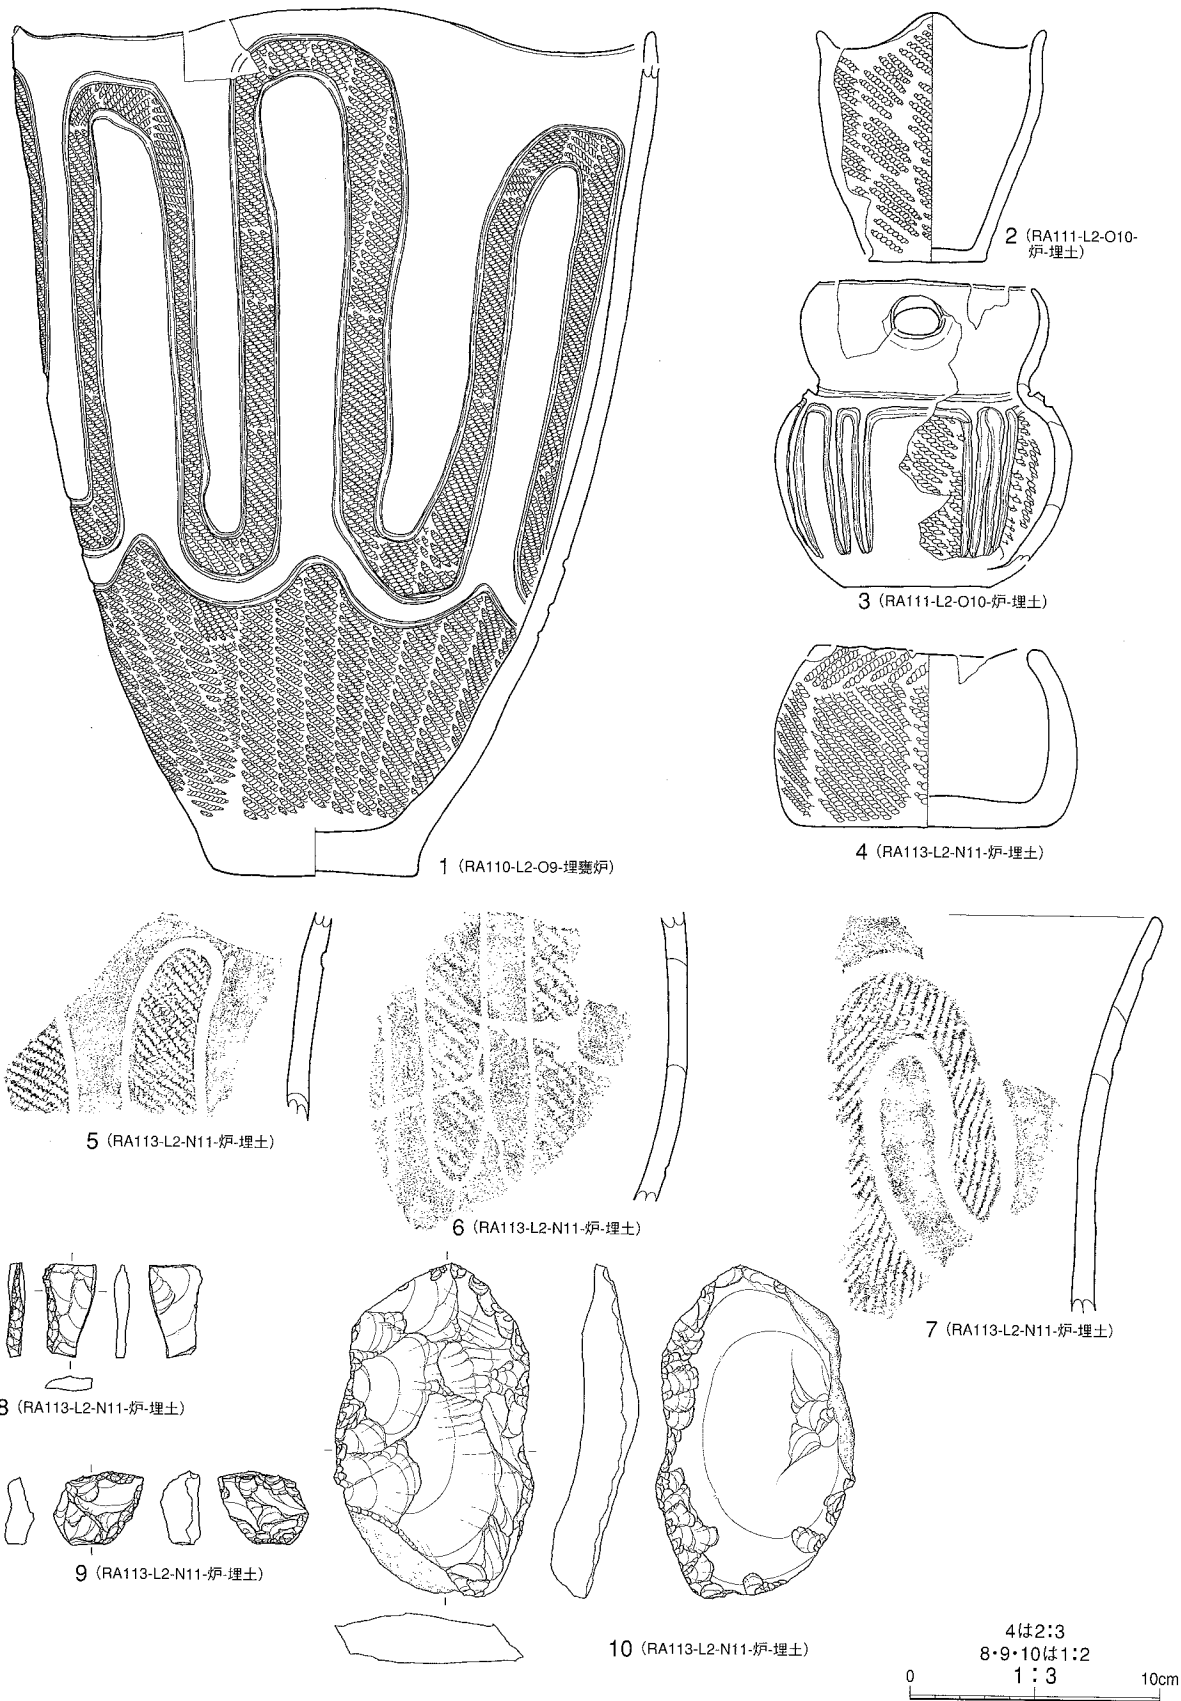 2 (RA111-L2-O10-
炉-埋土)
3 (RA111-L2-O10-炉-埋土)
1 (RA110-L2-O9-埋甕炉)
4 (RA113-L2-N11-炉-埋土)
5 (RA113-L2-N11-炉-埋土)
6 (RA113-L2-N11-炉-埋土)
7 (RA113-L2-N11-炉-埋土)
8 (RA113-L2-N11-炉-埋土)
9 (RA113-L2-N11-炉-埋土)
10 (RA113-L2-N11-炉-埋土)
4は2:3
8・9・10は1:2
1:3
0 10cm